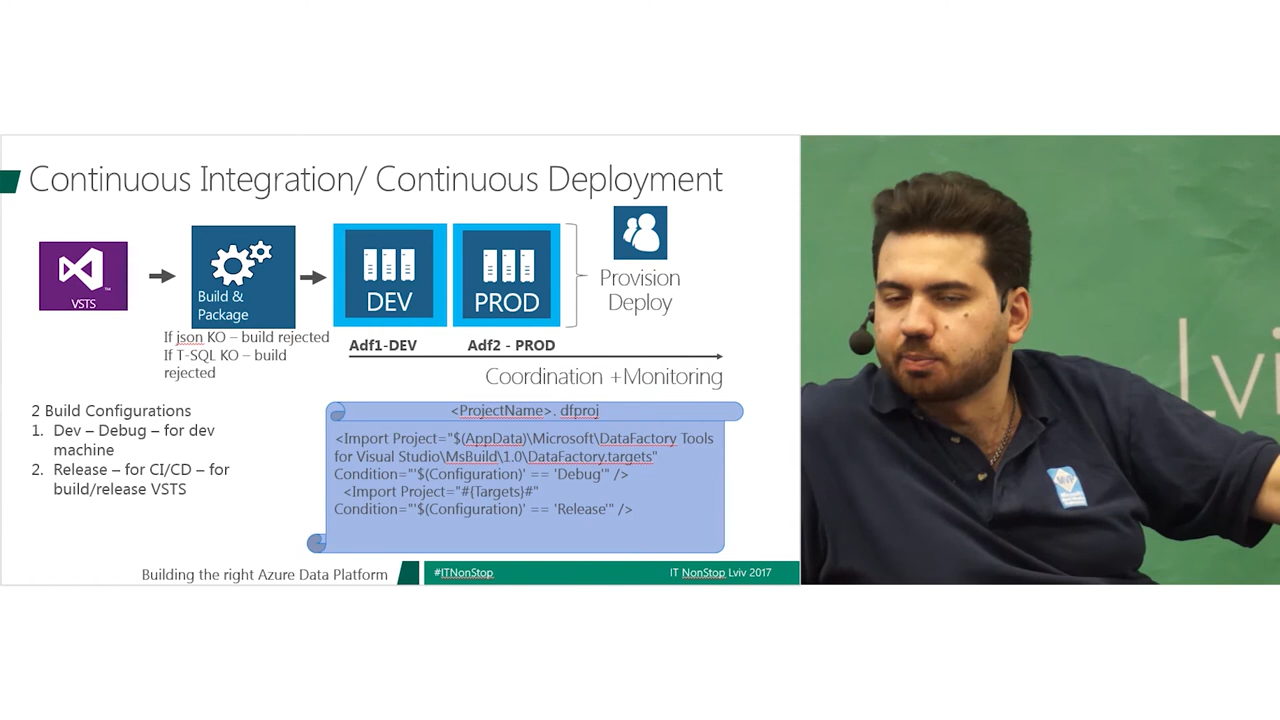 Continuous Integration/ Continuous Deployment
VSTS
Build &
Package
DEV
PROD
Provision
Deploy
If json KO – build rejected
If T-SQL KO – build
rejected
Adf1-DEV
Adf2 - PROD
Coordination +Monitoring
2 Build Configurations
1. Dev – Debug – for dev
machine
2. Release – for CI/CD – for
build/release VSTS
<ProjectName>. dfproj
<Import Project="$(AppData)\Microsoft\DataFactory Tools
for Visual Studio\MsBuild\1.0\DataFactory.targets"
Condition="'$(Configuration)' == 'Debug'" />
<Import Project="#{Targets}#"
Condition="'$(Configuration)' == 'Release'" />
Building the right Azure Data Platform
#ITNonStop
IT NonStop Lviv 2017
Lvi
MVP